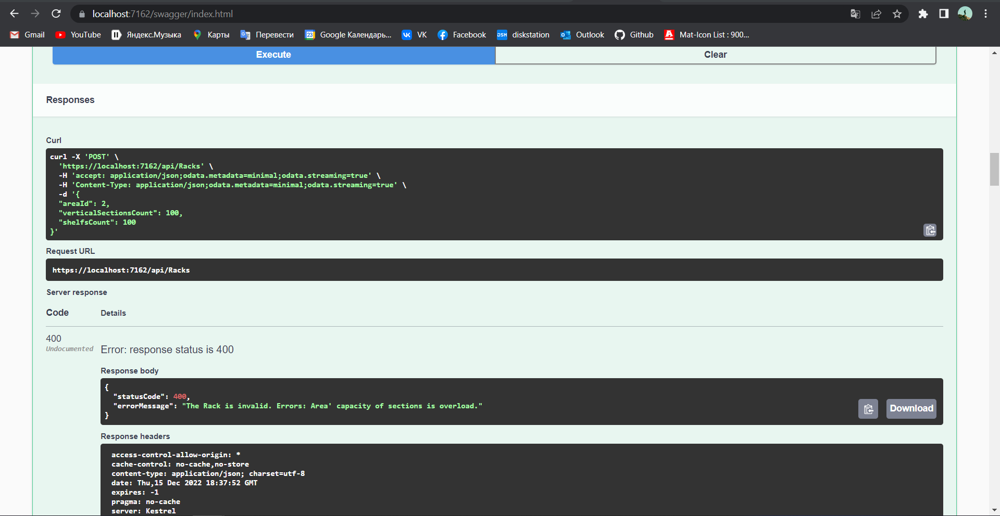 localhost:7162/swagger/index.html
Gmail YouTube Яндекс.Музыка Карты Перевести 23 Google Календарь... VK Facebook DSM diskstation Outlook Github Mat-Icon List : 900...
Execute Clear
Responses
Curl
curl -X 'POST' \
'https://localhost:7162/api/Racks' \
-H 'accept: application/json;odata.metadata=minimal;odata.streaming=true' \
-H 'Content-Type: application/json;odata.metadata=minimal;odata.streaming=true' \
-d '{
"areaId": 2,
"verticalSectionsCount": 100,
"shelfsCount": 100
}'
Request URL
https://localhost:7162/api/Racks
Server response
Code Details
400
Undocumented
Error: response status is 400
Response body
{
"statusCode": 400,
"errorMessage": "The Rack is invalid. Errors: Area' capacity of sections is overload."
}
Download
Response headers
access-control-allow-origin: *
cache-control: no-cache,no-store
content-type: application/json; charset=utf-8
date: Thu,15 Dec 2022 18:37:52 GMT
expires: -1
pragma: no-cache
server: Kestrel